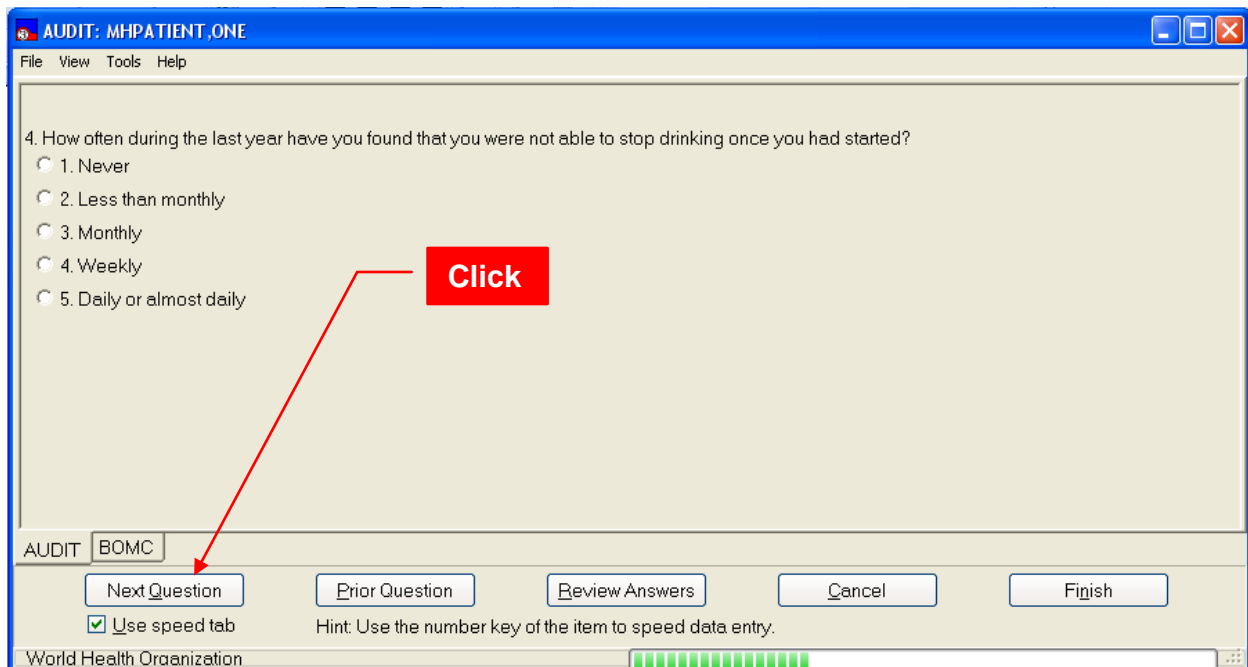 AUDIT: MHPATIENT,ONE
File View Tools Help
4. How often during the last year have you found that you were not able to stop drinking once you had started?
1. Never
2. Less than monthly
3. Monthly
4. Weekly
5. Daily or almost daily
Click
AUDIT BOMC
Next Question Prior Question Review Answers Cancel Finish
Use speed tab Hint: Use the number key of the item to speed data entry.
World Health Organization